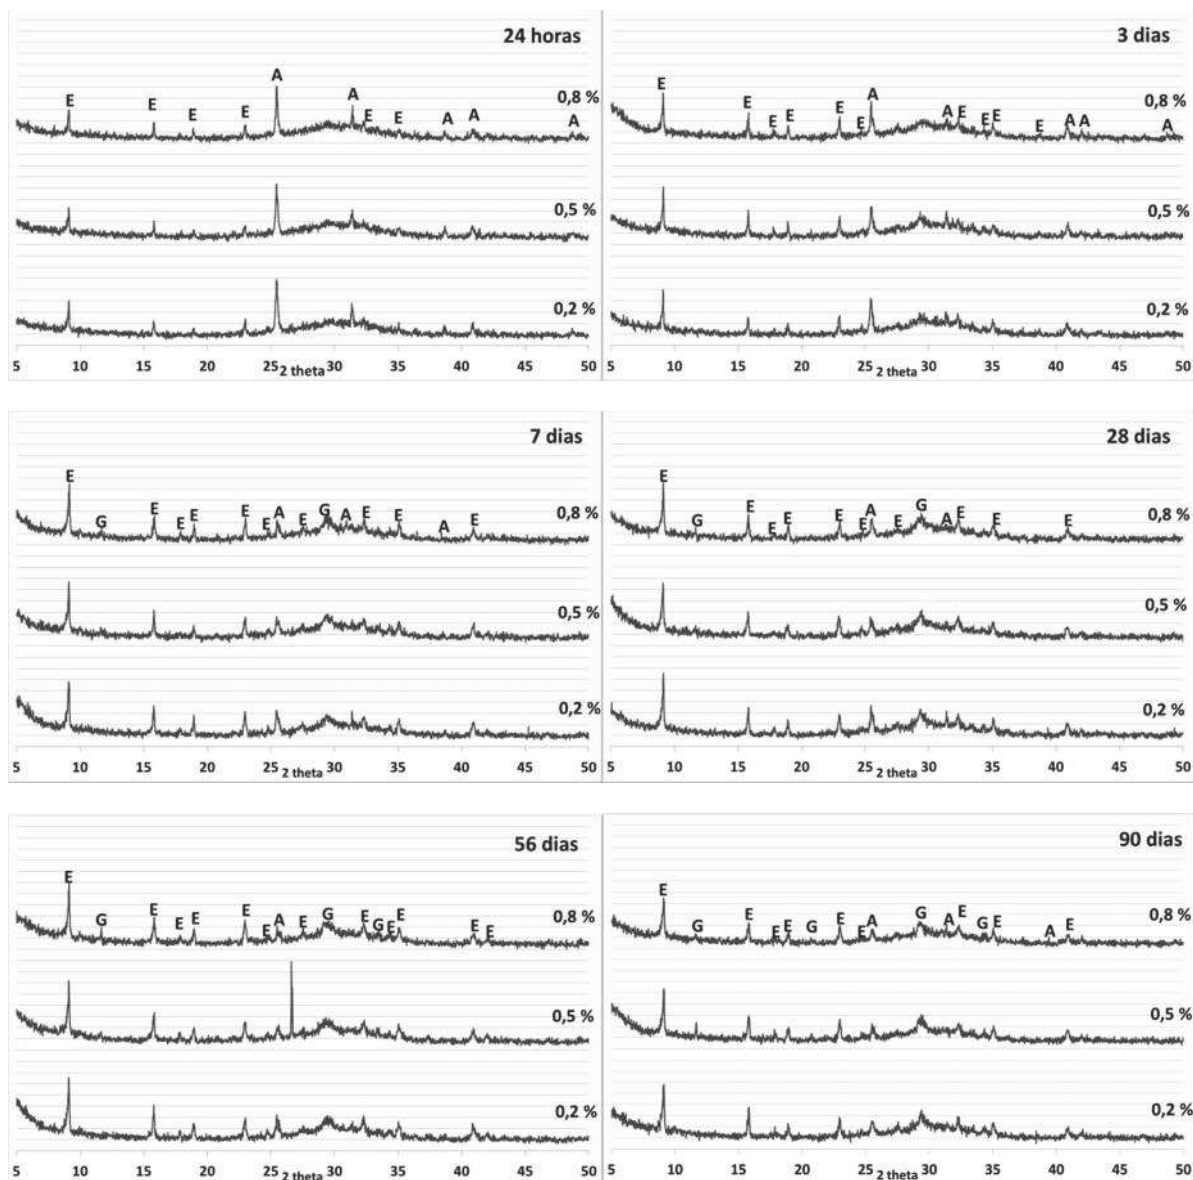 24 horas
A
E E E E A E E A A A
0,8 %
0,5 %
0,2 %
5 10 15 20 25 30 35 40 45 50
2 theta
3 dias
E E E E E E A A E E E E A A A
0,8 %
0,5 %
0,2 %
5 10 15 20 25 30 35 40 45 50
2 theta
7 dias
E G E E E E E A E G A E E A E
0,8 %
0,5 %
0,2 %
5 10 15 20 25 30 35 40 45 50
2 theta
28 dias
E G E E E E E A E G A E E E
0,8 %
0,5 %
0,2 %
5 10 15 20 25 30 35 40 45 50
2 theta
56 dias
E G E E E E E A E G E G E E E E
0,8 %
0,5 %
0,2 %
5 10 15 20 25 30 35 40 45 50
2 theta
90 dias
E G E E E G E E A G A E G E A E
0,8 %
0,5 %
0,2 %
5 10 15 20 25 30 35 40 45 50
2 theta